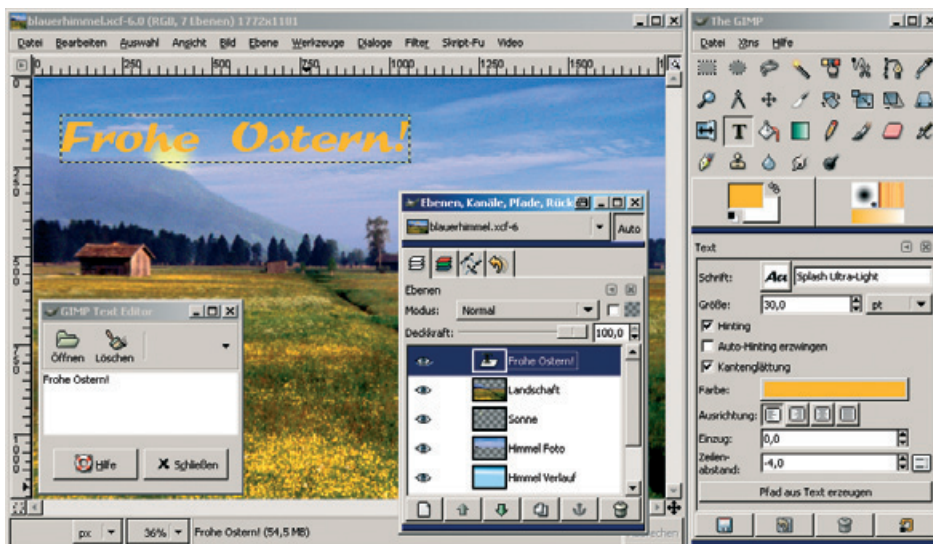 blauerhimmel.xcf-6.0 (RGB, 7 Ebenen) 1772x1181
Datei Bearbeiten Auswahl Ansicht Bild Ebene Werkzeuge Dialoge Filter Skript-Fu Video
0 250 500 750 1000 1250 1500
Frohe Ostern!
GIMP Text Editor
Öffnen Löschen
Frohe Ostern!
Hilfe Schließen
px 36% Frohe Ostern! (54,5 MB)
Ebenen, Kanäle, Pfade, Rück
blauerhimmel.xcf-6 Auto
Ebenen
Modus: Normal
Deckkraft: 100,0
Frohe Ostern!
Landschaft
Sonne
Himmel Foto
Himmel Verlauf
The GIMP
Datei Xtns Hilfe
Text
Schrift: Splash Ultra-Light
Größe: 30,0 pt
Hinting
Auto-Hinting erzwingen
Kantenglättung
Farbe:
Ausrichtung:
Einzug: 0,0
Zeilen-
abstand: -4,0
Pfad aus Text erzeugen